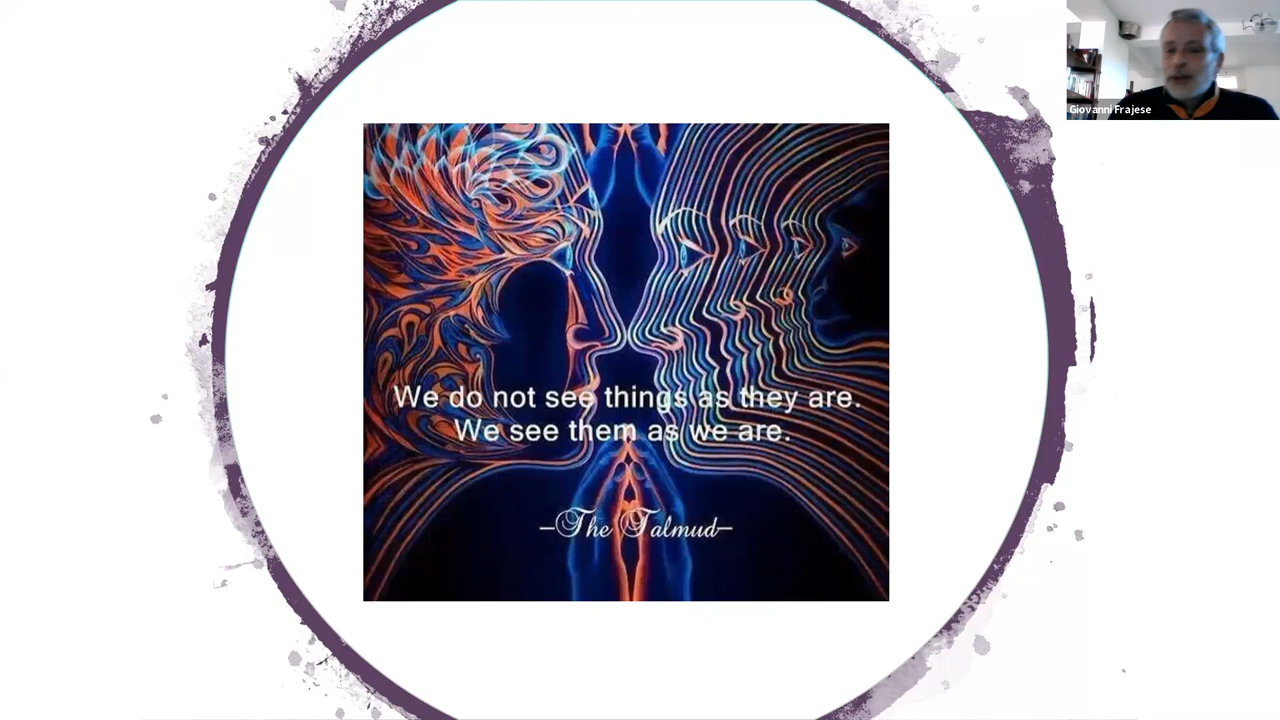 Giovanni Frajese
We do not see things as they are.
We see them as we are.
–The Talmud–